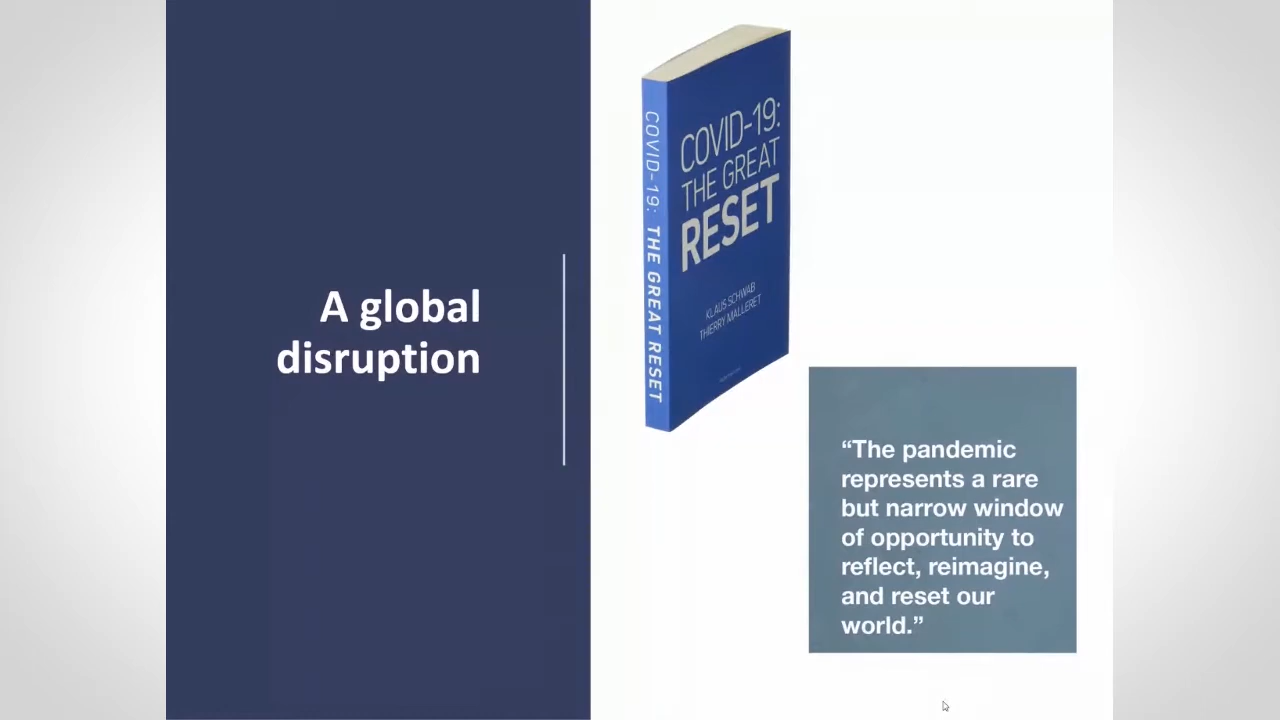 A global
disruption
COVID-19: THE GREAT RESET
COVID-19:
THE GREAT
RESET
KLAUS SCHWAB
THIERRY MALLERET
“The pandemic
represents a rare
but narrow window
of opportunity to
reflect, reimagine,
and reset our
world.”